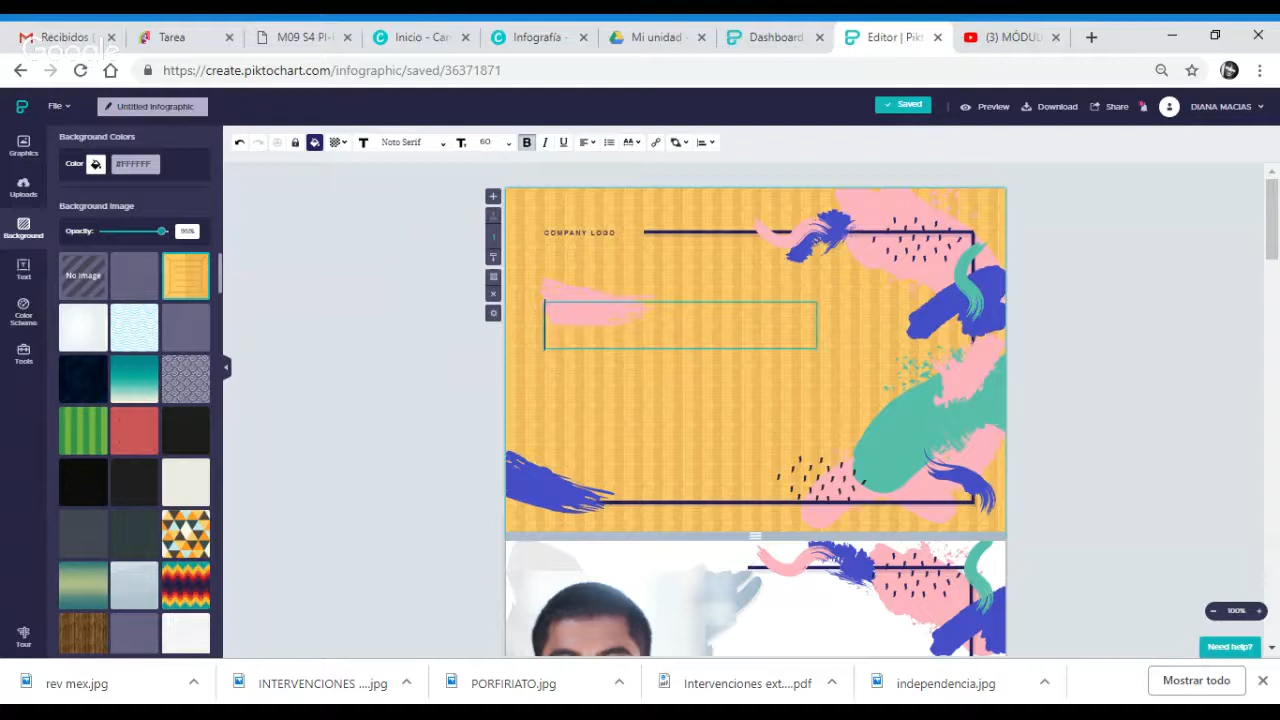 Recibidos (
Tarea
M09 S4 PI-
Inicio - Can
Infografía -
Mi unidad -
Dashboard
Editor | Pikt
(3) MÓDUL
Google
https://create.piktochart.com/infographic/saved/36371871
File
Untitled Infographic
Saved
Preview
Download
Share
DIANA MACIAS
Graphics
Uploads
Background
Text
Color
Scheme
Tools
Tour
Background Colors
Color
#FFFFFF
Background Image
Opacity:
No Image
Noto Serif
60
B
I
U
1
COMPANY LOGO
100%
Need help?
rev mex.jpg
INTERVENCIONES ....jpg
PORFIRIATO.jpg
Intervenciones ext....pdf
independencia.jpg
Mostrar todo